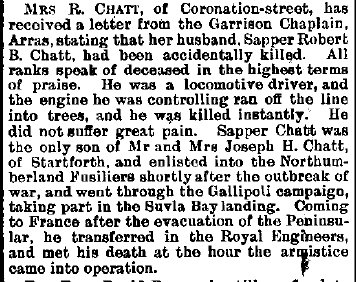 MRS R. CHATT, of Coronation-street, has
received a letter from the Garrison Chaplain,
Arras, stating that her husband, Sapper Robert
B. Chatt, had been accidentally killed. All
ranks speak of deceased in the highest terms
of praise. He was a locomotive driver, and
the engine he was controlling ran off the line
into trees, and he was killed instantly. He
did not suffer great pain. Sapper Chatt was
the only son of Mr and Mrs Joseph H. Chatt,
of Startforth, and enlisted into the Northum-
berland Fusiliers shortly after the outbreak of
war, and went through the Gallipoli campaign,
taking part in the Suvla Bay landing. Coming
to France after the evacuation of the Peninsu-
lar, he transferred in the Royal Engineers,
and met his death at the hour the armistice
came into operation.